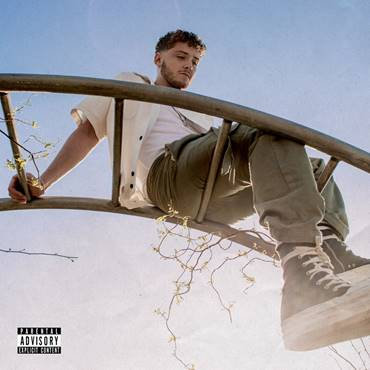 PARENTAL
ADVISORY
EXPLICIT CONTENT